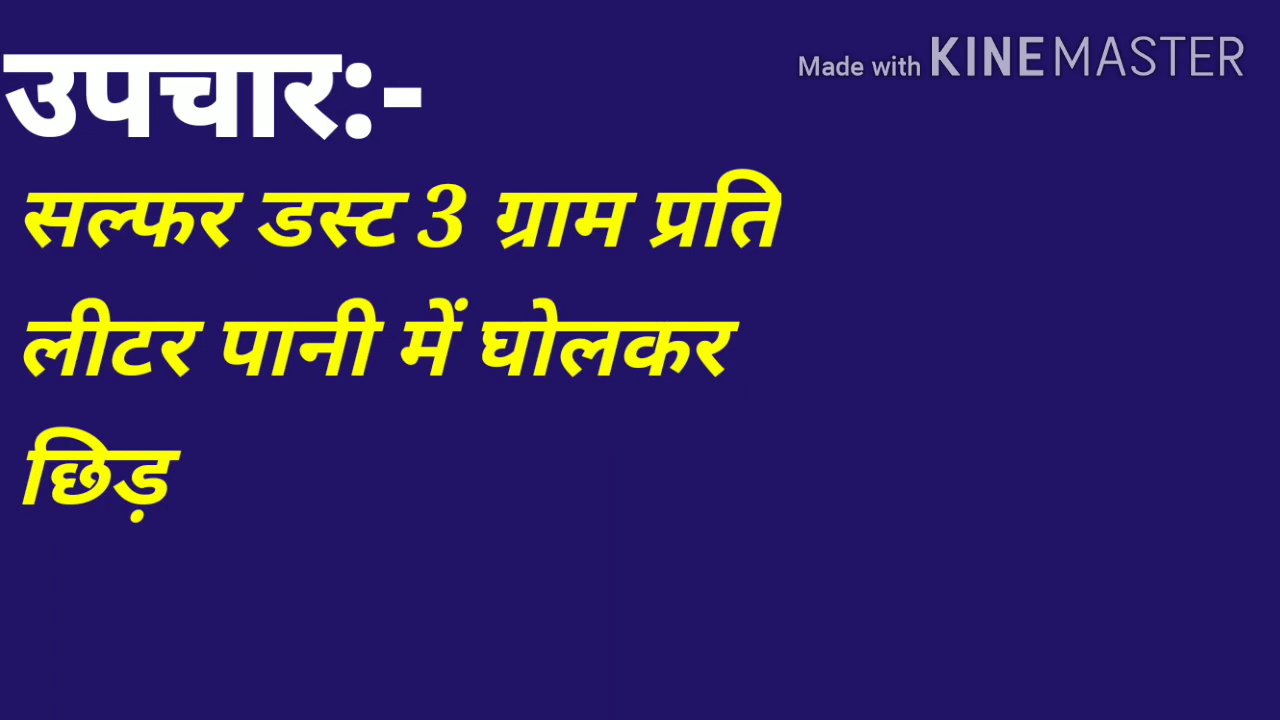 Made with KINEMASTER
उपचार:-
सल्फर डस्ट 3 ग्राम प्रति
लीटर पानी में घोलकर
छिड़